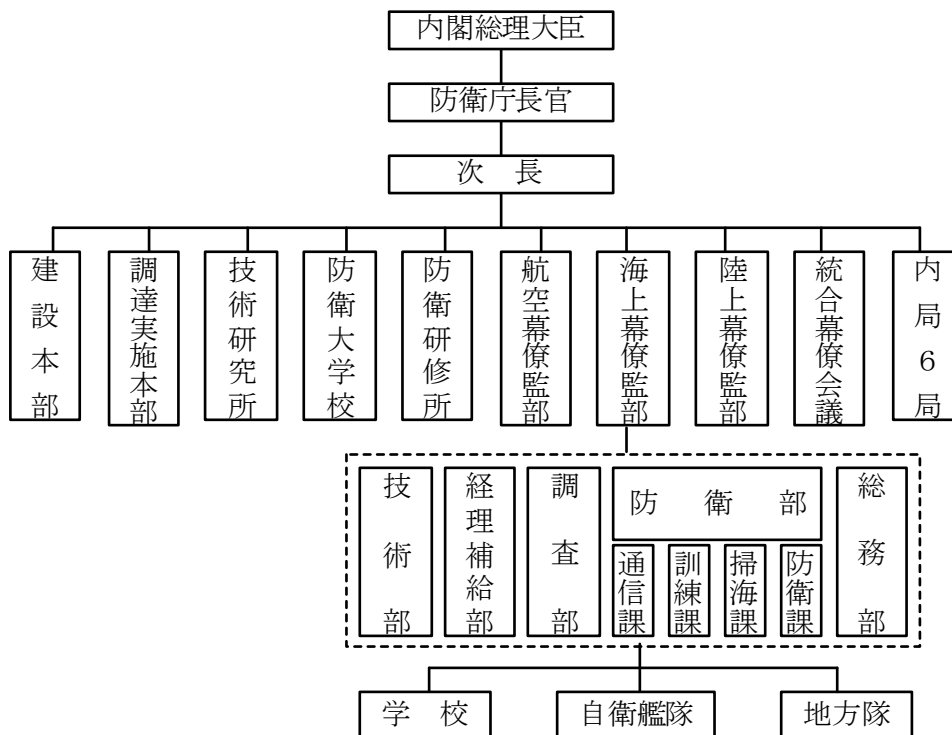 内閣総理大臣
防衛庁長官
次　長
建設本部
調達実施本部
技術研究所
防衛大学校
防衛研修所
航空幕僚監部
海上幕僚監部
陸上幕僚監部
統合幕僚会議
内局6局
技術部
経理補給部
調査部
防　衛　部
通信課
訓練課
掃海課
防衛課
総務部
学　校
自衛艦隊
地方隊